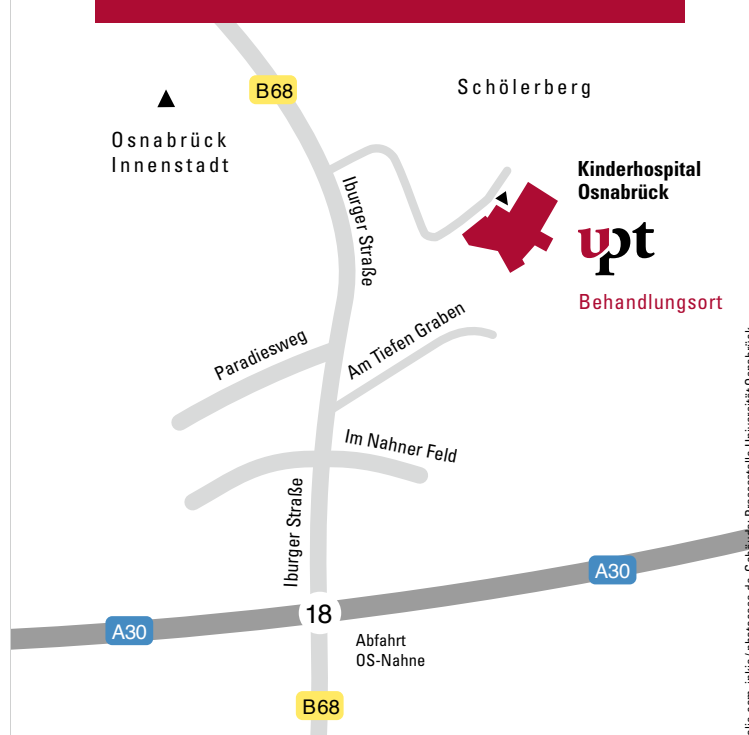 B68
Schölerberg
Osnabrück
Innenstadt
Kinderhospital
Osnabrück
upt
Behandlungsort
Iburger Straße
Paradiesweg
Am Tiefen Graben
Im Nahner Feld
Iburger Straße
A30
18
A30
Abfahrt
OS-Nahne
B68